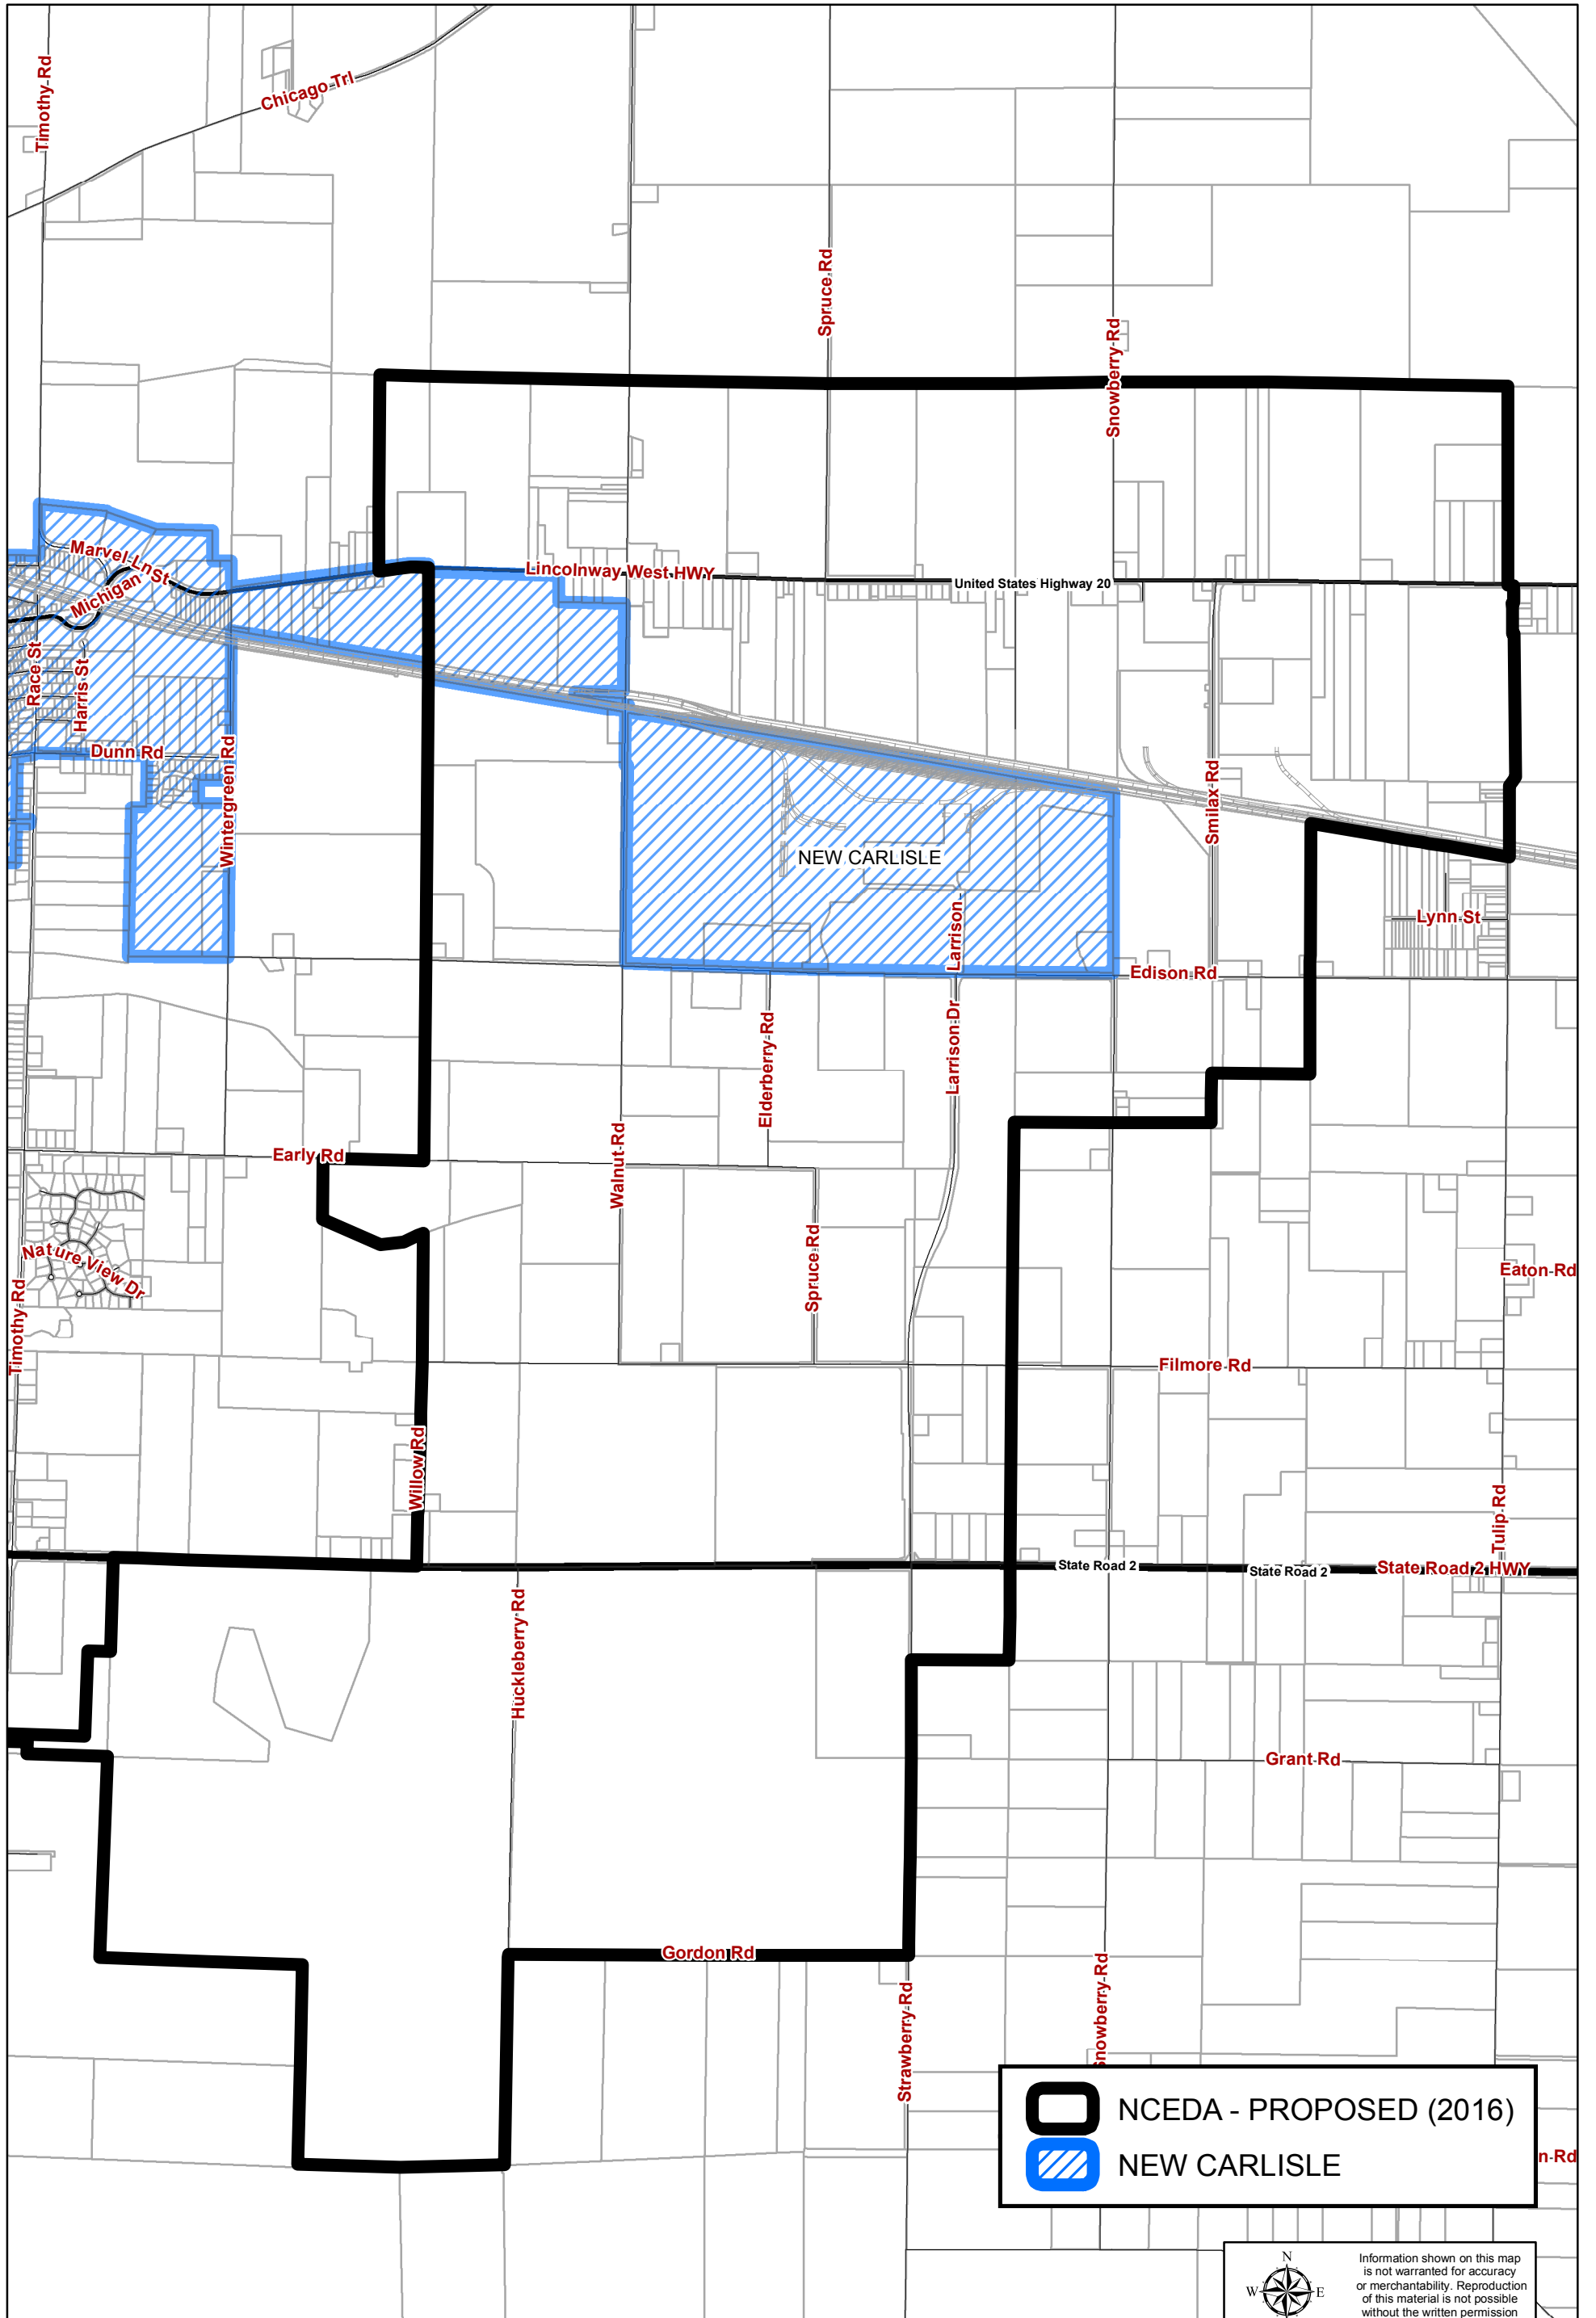 Timothy Rd
Chicago Trl
Spruce Rd
Snowberry Rd
Marvel Ln
St
Michigan
Lincolnway West HWY
United States Highway 20
Race St
Harris St
Dunn Rd
Wintergreen Rd
Smilax Rd
NEW CARLISLE
Larrison
Lynn St
Edison Rd
Elderberry Rd
Larrison Dr
Early Rd
Walnut Rd
Nature View Dr
Spruce Rd
Eaton Rd
Timothy Rd
Filmore Rd
Willow Rd
Tulip Rd
State Road 2
State Road 2
State Road 2 HWY
Huckleberry Rd
Grant Rd
Gordon Rd
Strawberry Rd
Snowberry Rd
NCEDA - PROPOSED (2016)
NEW CARLISLE
n Rd
N
W E
Information shown on this map
is not warranted for accuracy
or merchantability. Reproduction
of this material is not possible
without the written permission